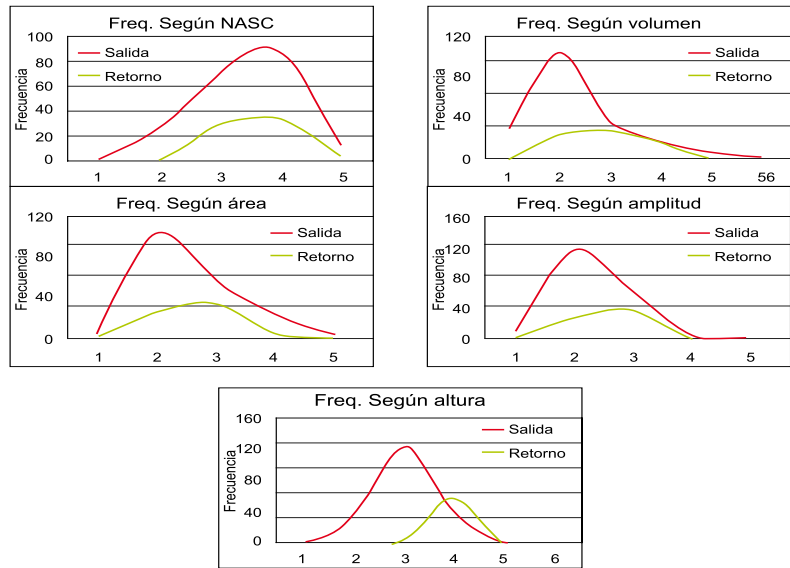 Freq. Según NASC
Frecuencia
100
80
60
40
20
0
Salida
Retorno
1 2 3 4 5
Freq. Según volumen
120
80
40
0
Salida
Retorno
1 2 3 4 5 56
Freq. Según área
120
80
40
0
Salida
Retorno
1 2 3 4 5
Freq. Según amplitud
160
120
80
40
0
Salida
Retorno
1 2 3 4 5
Freq. Según altura
Frecuencia
160
120
80
40
0
Salida
Retorno
1 2 3 4 5 6